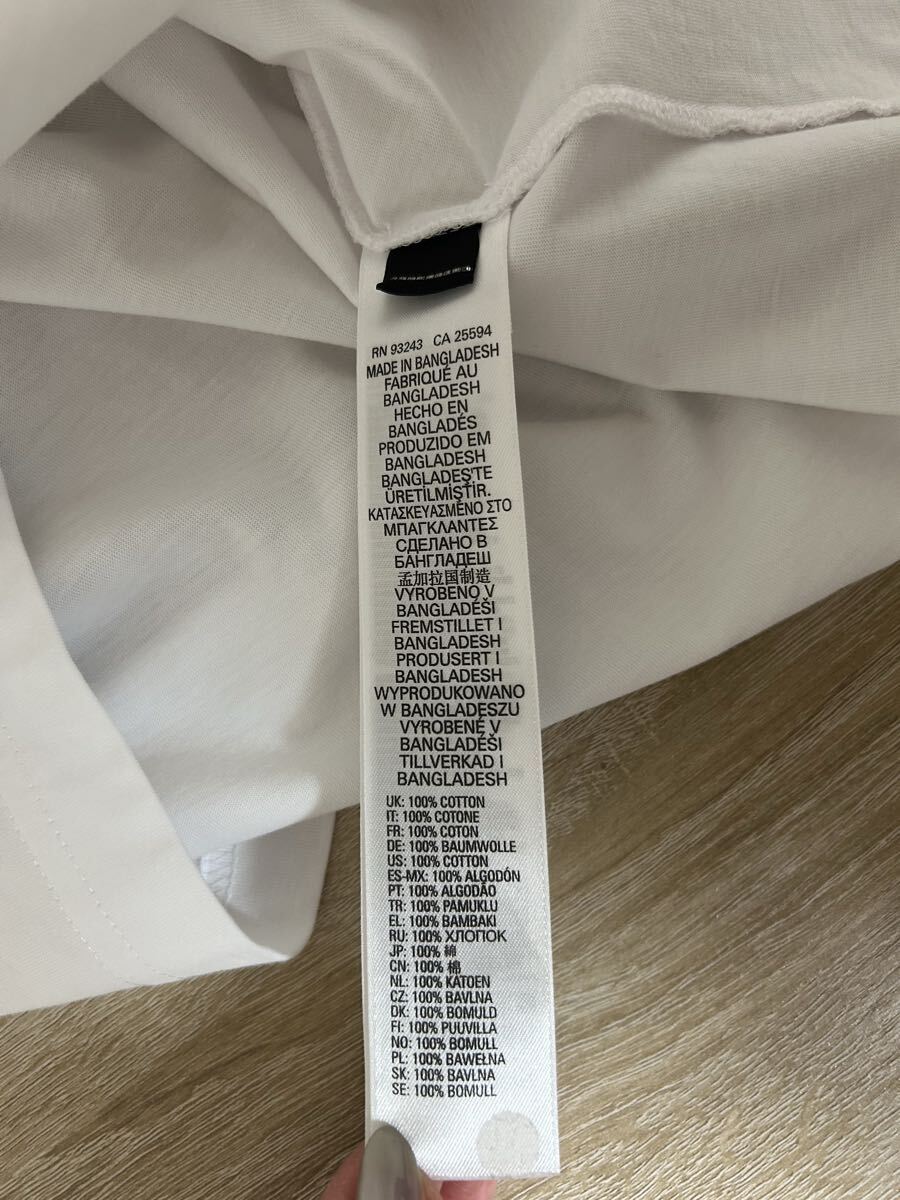 RN 93243 CA 25594
MADE IN BANGLADESH
FABRIQUÉ AU
BANGLADESH
HECHO EN
BANGLADÉS
PRODUZIDO EM
BANGLADESH
BANGLADEŞ'TE
ÜRETİLMİŞTİR.
ΚΑΤΑΣΚΕΥΑΣΜΕΝΟ ΣΤΟ
ΜΠΑΓΚΛΑΝΤΕΣ
СДЕЛАНО В
БАНГЛАДЕШ
孟加拉国制造
VYROBENO V
BANGLADÉŠI
FREMSTILLET I
BANGLADESH
PRODUSERT I
BANGLADESH
WYPRODUKOWANO
W BANGLADESZU
VYROBENÉ V
BANGLADÉŠI
TILLVERKAD I
BANGLADESH
UK: 100% COTTON
IT: 100% COTONE
FR: 100% COTON
DE: 100% BAUMWOLLE
US: 100% COTTON
ES-MX: 100% ALGODÓN
PT: 100% ALGODÃO
TR: 100% PAMUKLU
EL: 100% ΒΑΜΒΑΚΙ
RU: 100% ХЛОПОК
JP: 100% 綿
CN: 100% 棉
NL: 100% KATOEN
CZ: 100% BAVLNA
DK: 100% BOMULD
FI: 100% PUUVILLA
NO: 100% BOMULL
PL: 100% BAWEŁNA
SK: 100% BAVLNA
SE: 100% BOMULL